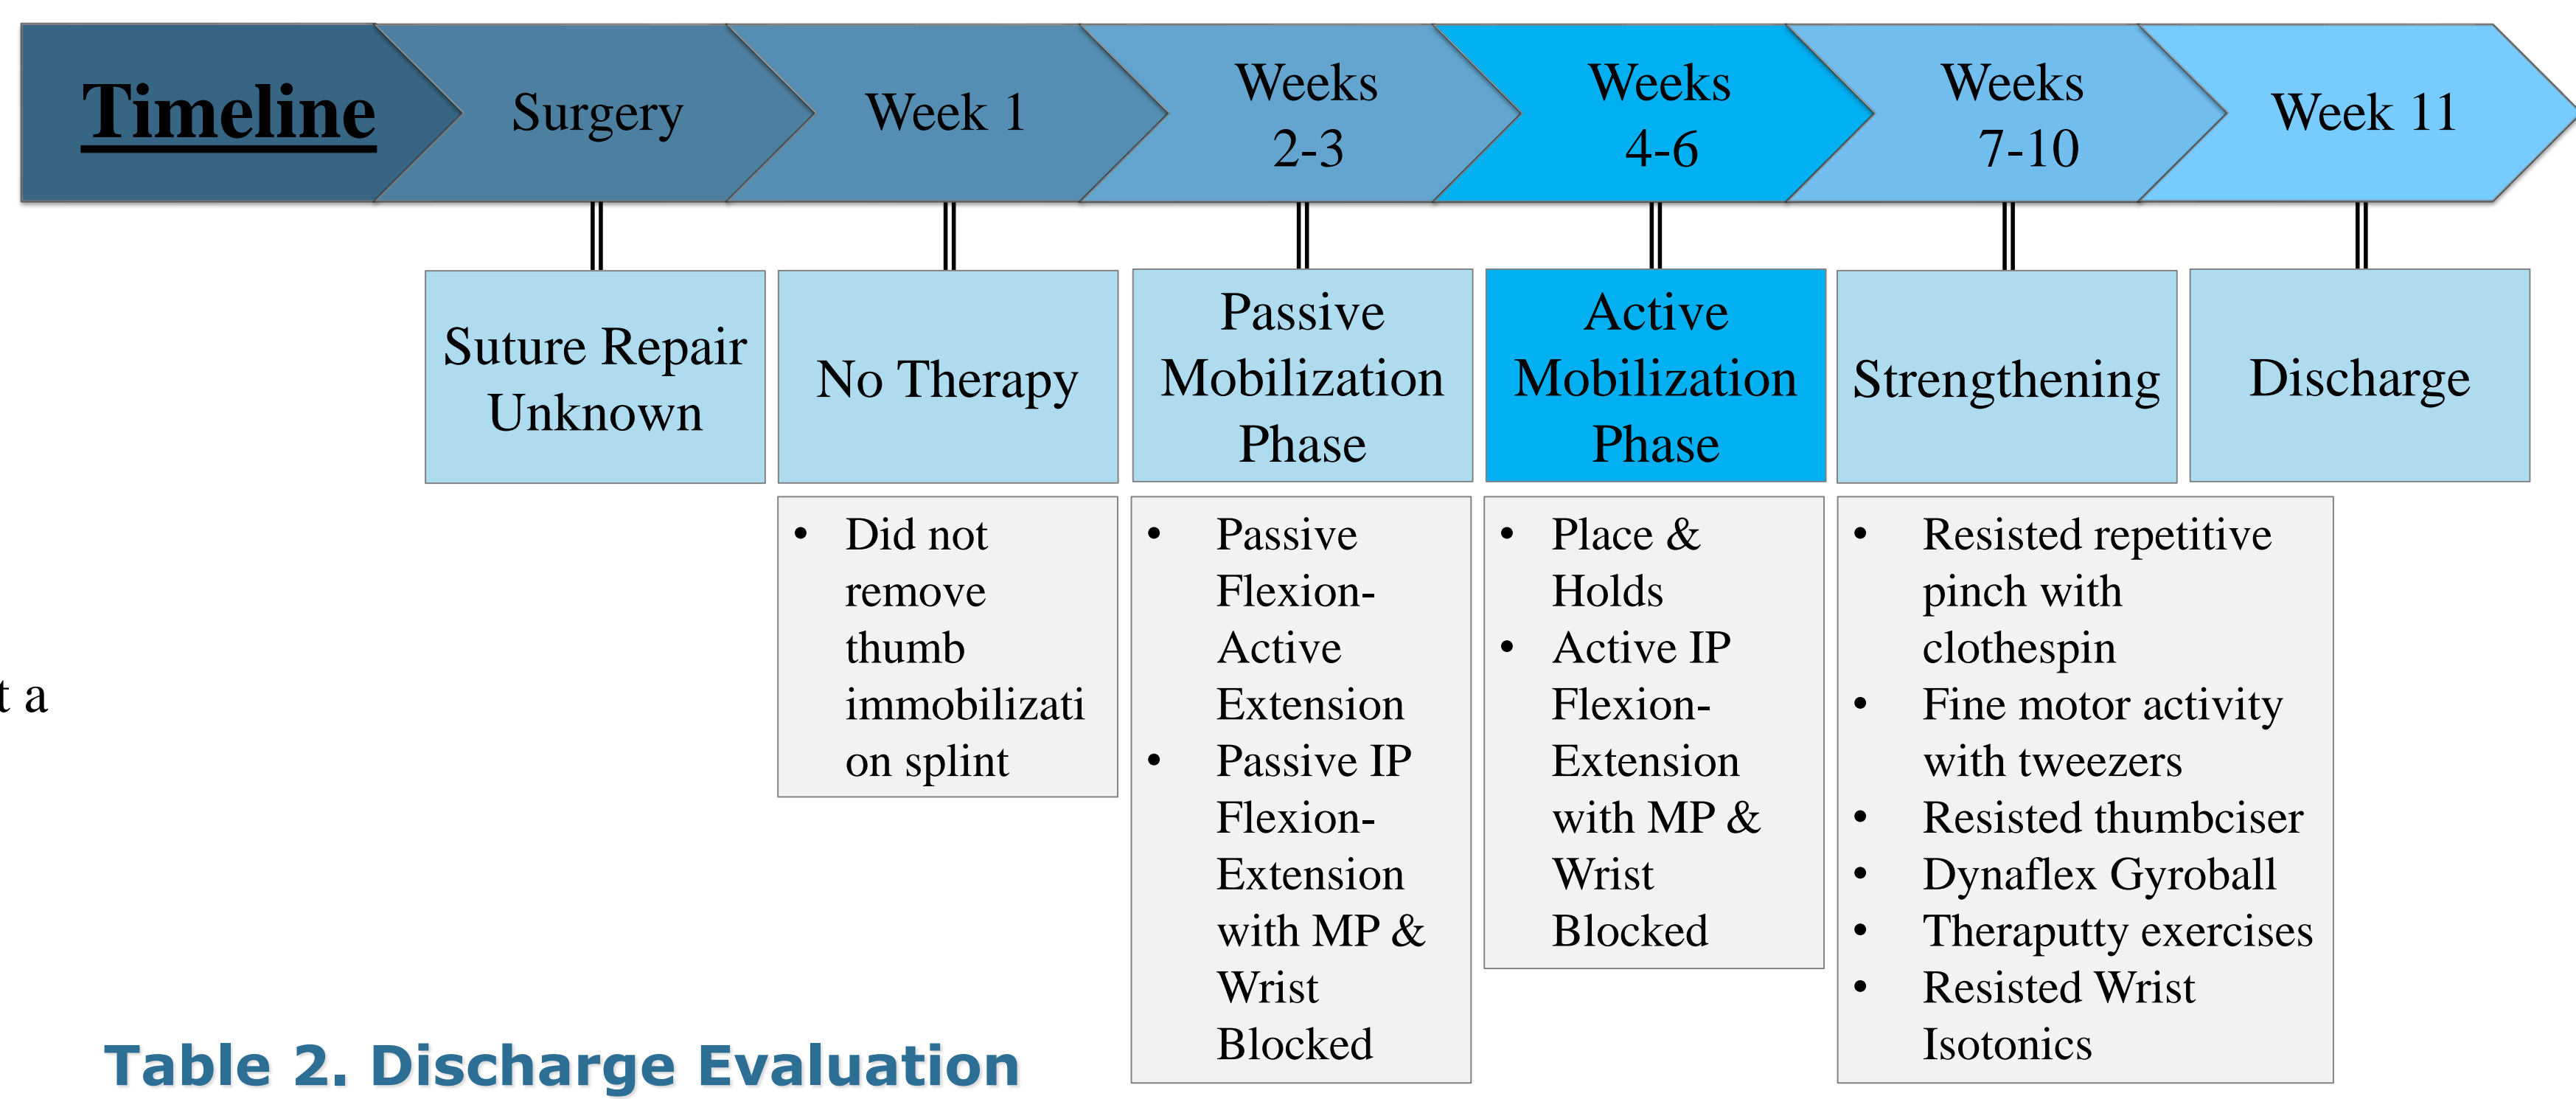 Timeline
Surgery
Week 1
Weeks
2-3
Weeks
4-6
Weeks
7-10
Week 11
Suture Repair
Unknown
No Therapy
Passive
Mobilization
Phase
Active
Mobilization
Phase
Strengthening
Discharge
• Did not
remove
thumb
immobilizati
on splint
• Passive
Flexion-
Active
Extension
• Passive IP
Flexion-
Extension
with MP &
Wrist
Blocked
• Place &
Holds
• Active IP
Flexion-
Extension
with MP &
Wrist
Blocked
• Resisted repetitive
pinch with
clothespin
• Fine motor activity
with tweezers
• Resisted thumbciser
• Dynaflex Gyroball
• Theraputty exercises
• Resisted Wrist
Isotonics
t a
Table 2. Discharge Evaluation